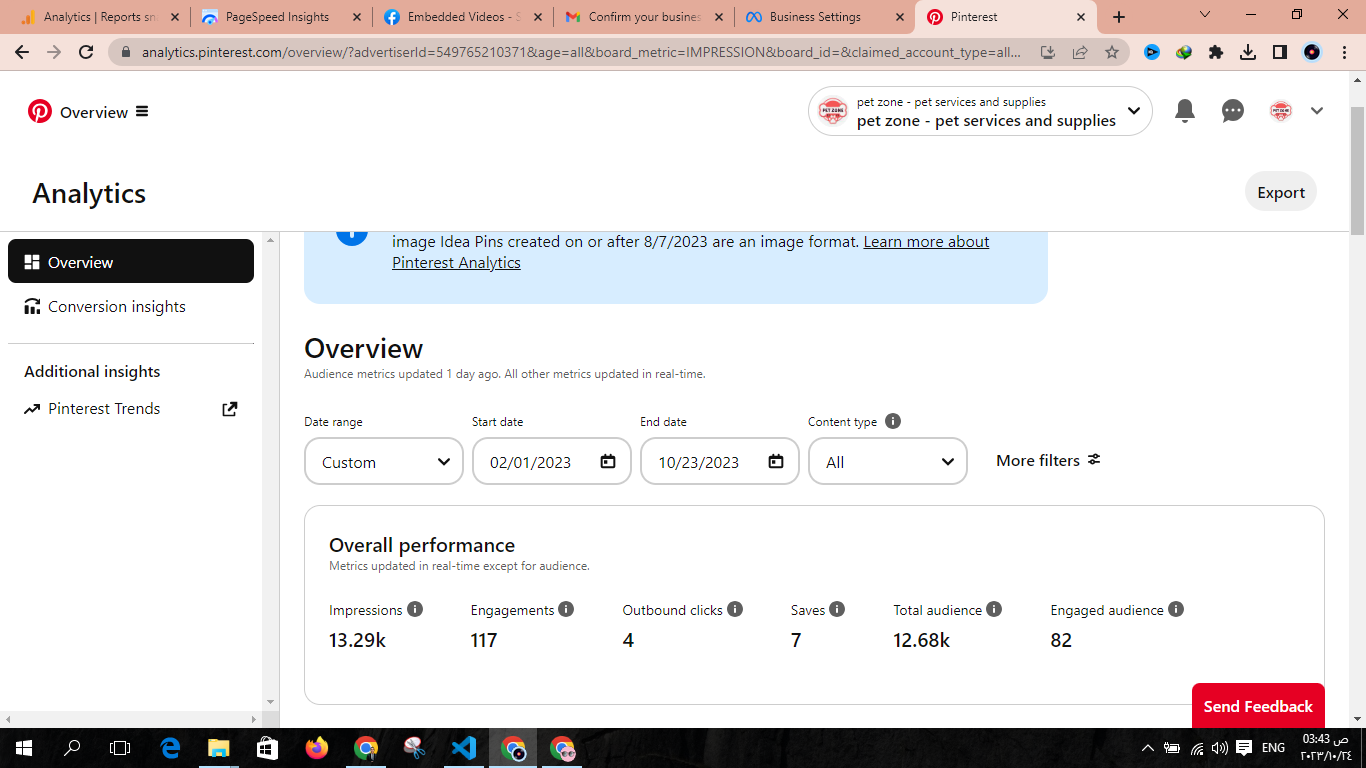 Analytics | Reports sn
PageSpeed Insights
Embedded Videos - S
Confirm your busines
Business Settings
Pinterest
analytics.pinterest.com/overview/?advertiserId=549765210371&age=all&board_metric=IMPRESSION&board_id=&claimed_account_type=all...
Overview
pet zone - pet services and supplies
pet zone - pet services and supplies
Analytics
Export
image Idea Pins created on or after 8/7/2023 are an image format. Learn more about
Pinterest Analytics
Overview
Conversion insights
Additional insights
Pinterest Trends
Overview
Audience metrics updated 1 day ago. All other metrics updated in real-time.
Date range
Start date
End date
Content type
Custom
02/01/2023
10/23/2023
All
More filters
Overall performance
Metrics updated in real-time except for audience.
Impressions
Engagements
Outbound clicks
Saves
Total audience
Engaged audience
13.29k
117
4
7
12.68k
82
Send Feedback
ENG
03:43 ص
٢٠٢٣/١٠/٢٤